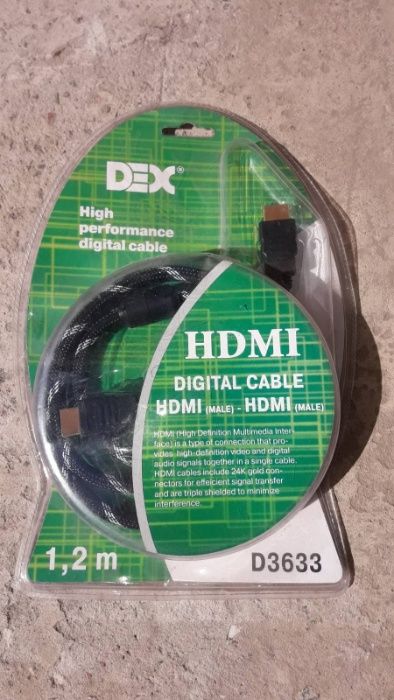 DEX®
High
performance
digital cable
HDMI
DIGITAL CABLE
HDMI (MALE) - HDMI (MALE)
HDMI (High Definition Multimedia Inter-
face) is a type of connection that pro-
vides high-definition video and digital
audio signals together in a single cable.
HDMI cables include 24K gold con-
nectors for effeicient signal transfer
and are triple shielded to minimize
interference
1,2 m
D3633